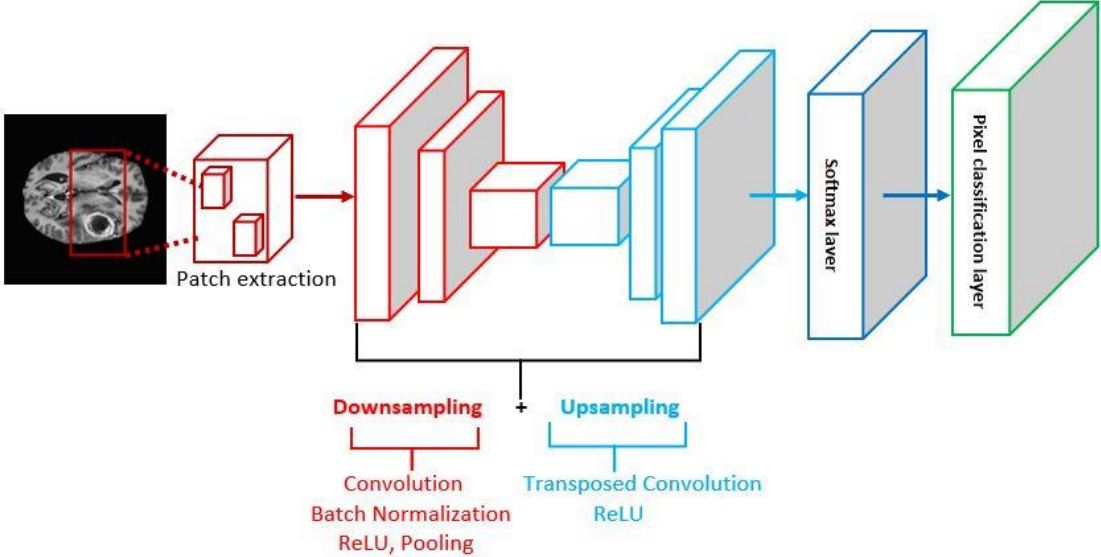 Patch extraction
Softmax layer
Pixel classification layer
Downsampling + Upsampling
Convolution
Batch Normalization
ReLU, Pooling
Transposed Convolution
ReLU